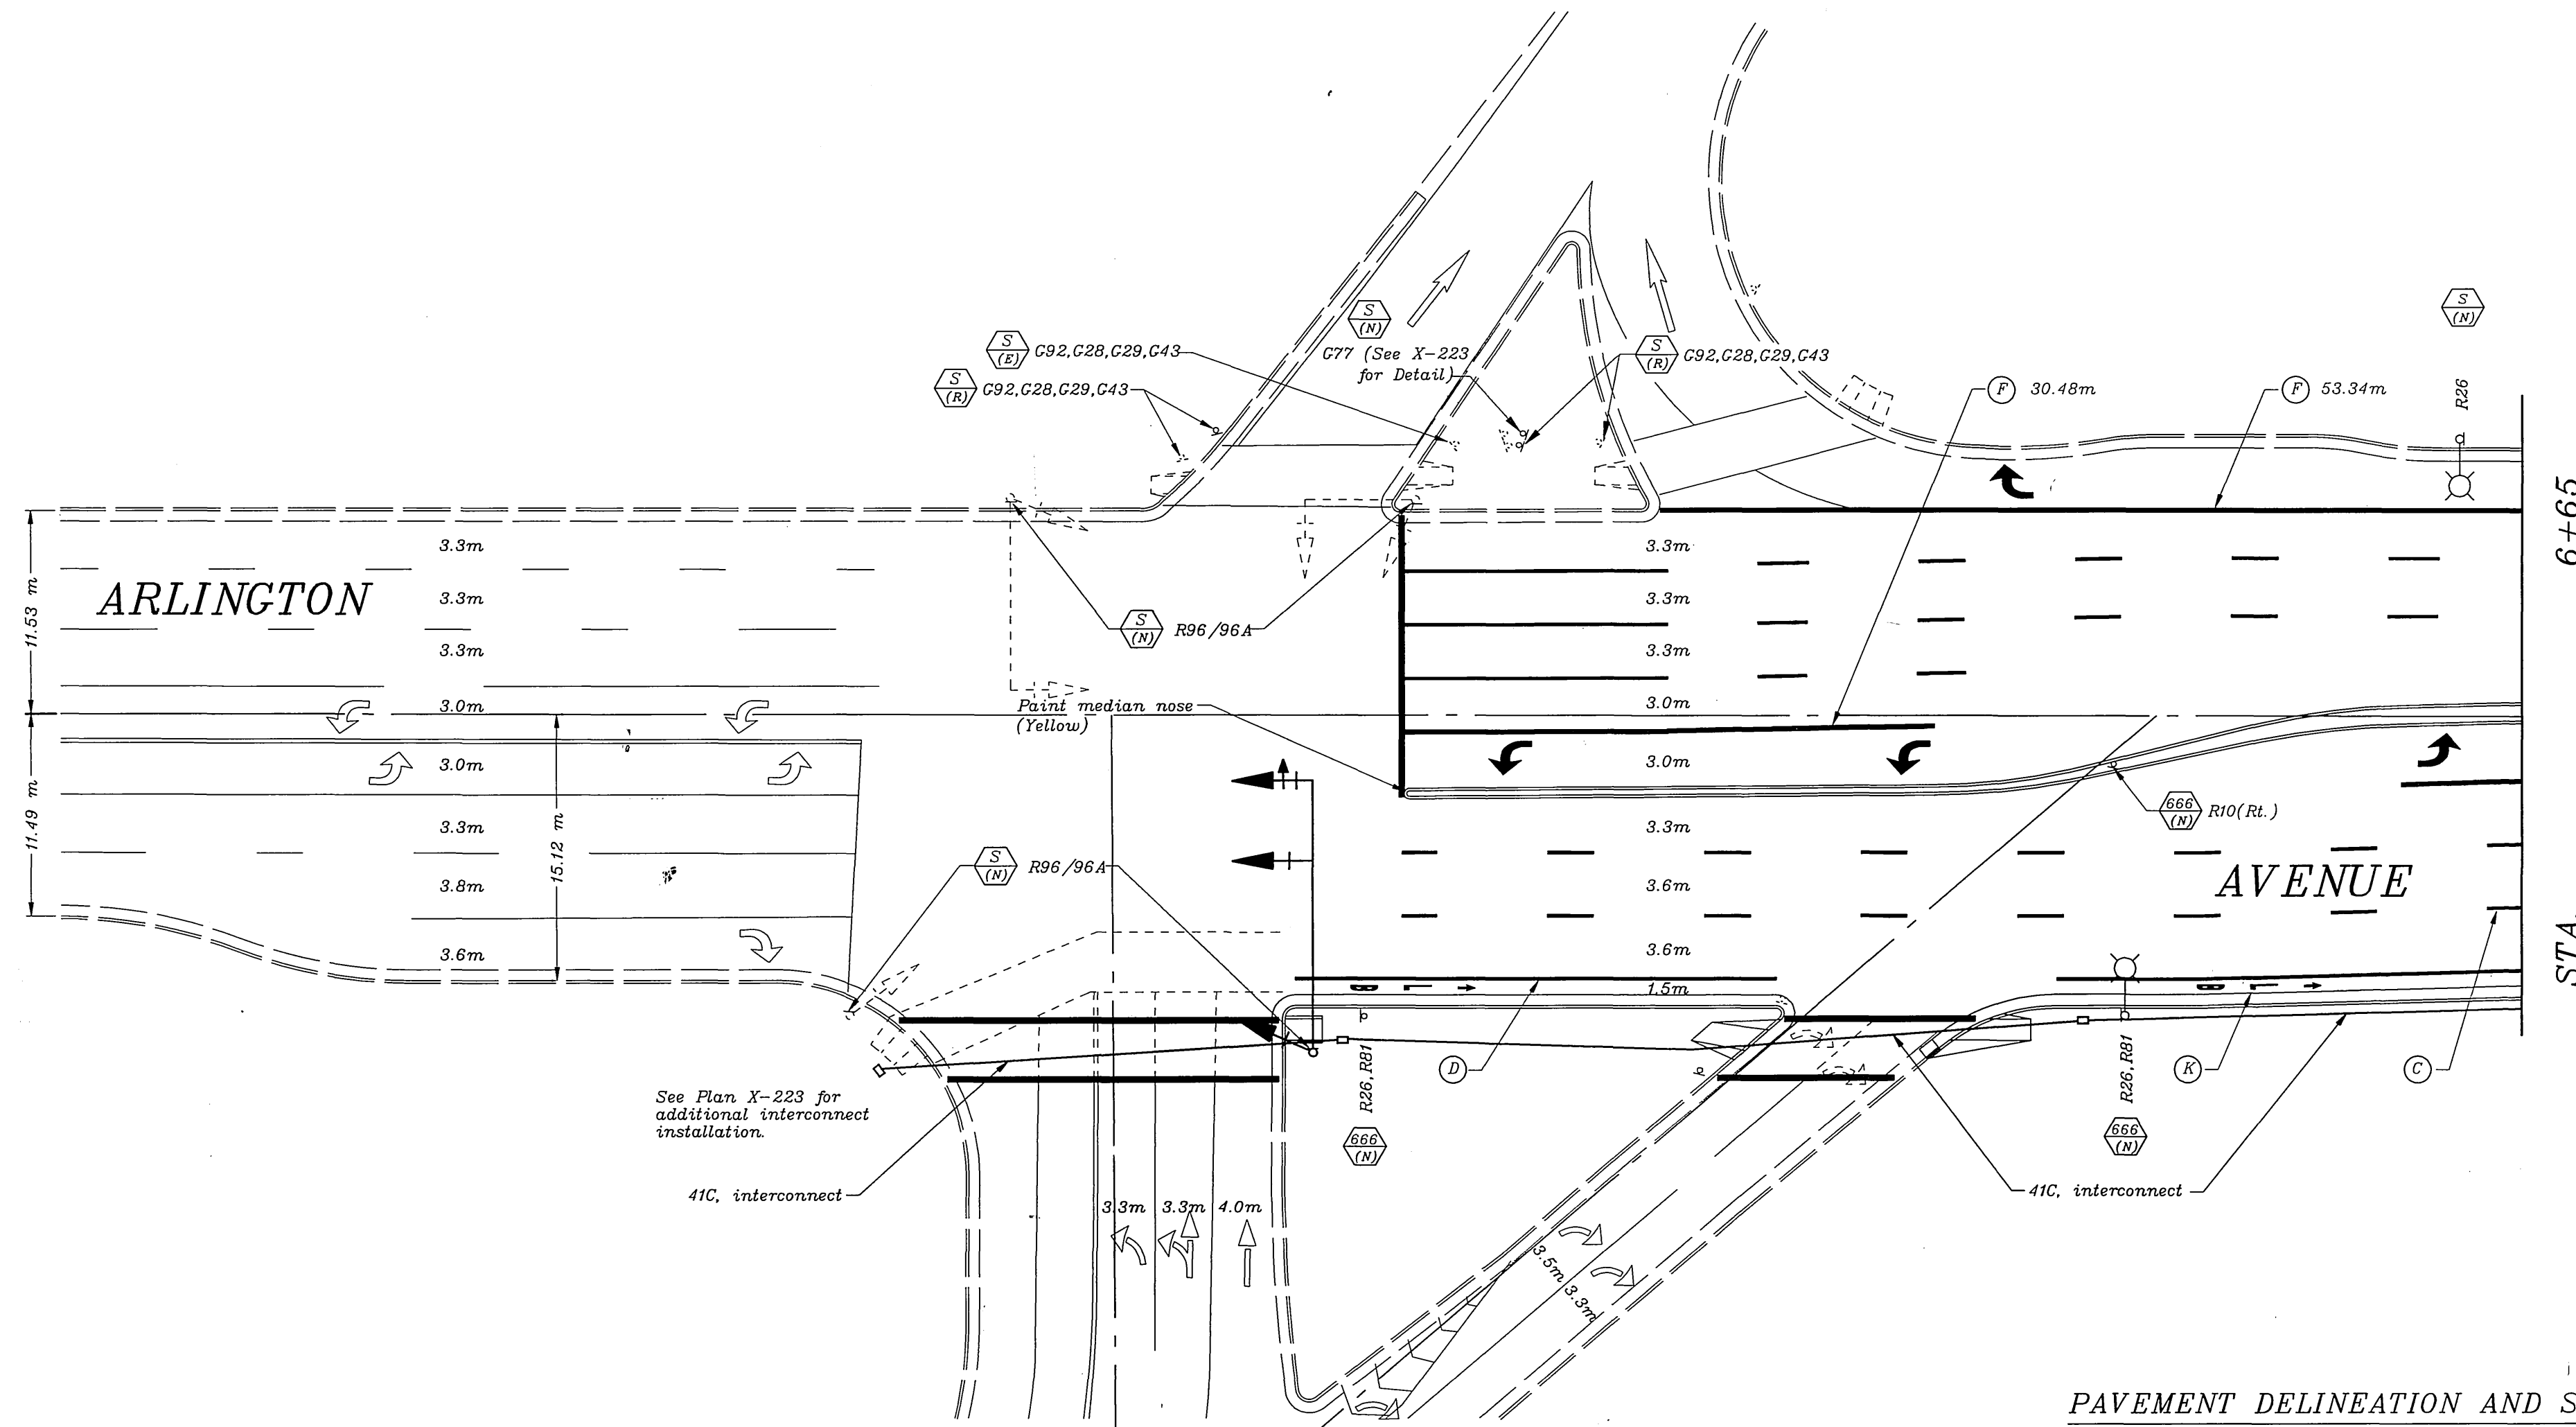 S
(N)
S
(E)
G92,G28,G29,G43
G77 (See X-223
for Detail)
S
(R)
G92,G28,G29,G43
S
(R)
G92,G28,G29,G43
F
30.48m
F
53.34m
S
(N)
R26
6+65
STA
11.53 m
11.49 m
15.12 m
ARLINGTON
3.3m
3.3m
3.3m
3.0m
3.0m
3.3m
3.8m
3.6m
S
(N)
R96/96A
Paint median nose
(Yellow)
3.3m
3.3m
3.3m
3.0m
3.0m
3.3m
3.6m
3.6m
1.5m
666
(N)
R10(Rt.)
AVENUE
S
(N)
R96/96A
D
K
C
R26,R81
666
(N)
R26,R81
666
(N)
See Plan X-223 for
additional interconnect
installation.
41C, interconnect
41C, interconnect
3.3m
3.3m
4.0m
3.5m
3.3m
PAVEMENT DELINEATION AND S